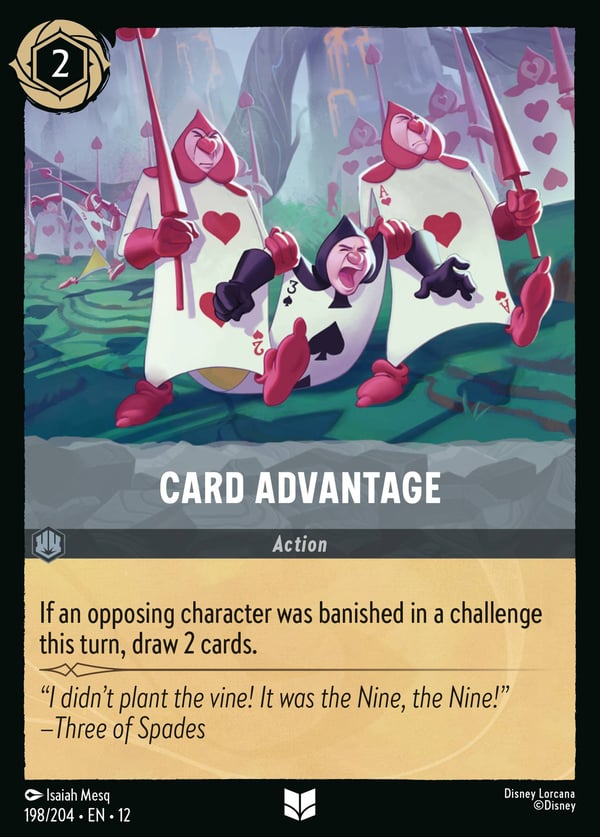 2
A
3
2
A
CARD ADVANTAGE
Action
If an opposing character was banished in a challenge
this turn, draw 2 cards.
“I didn’t plant the vine! It was the Nine, the Nine!”
–Three of Spades
Isaiah Mesq
198/204 • EN • 12
Disney Lorcana
©Disney